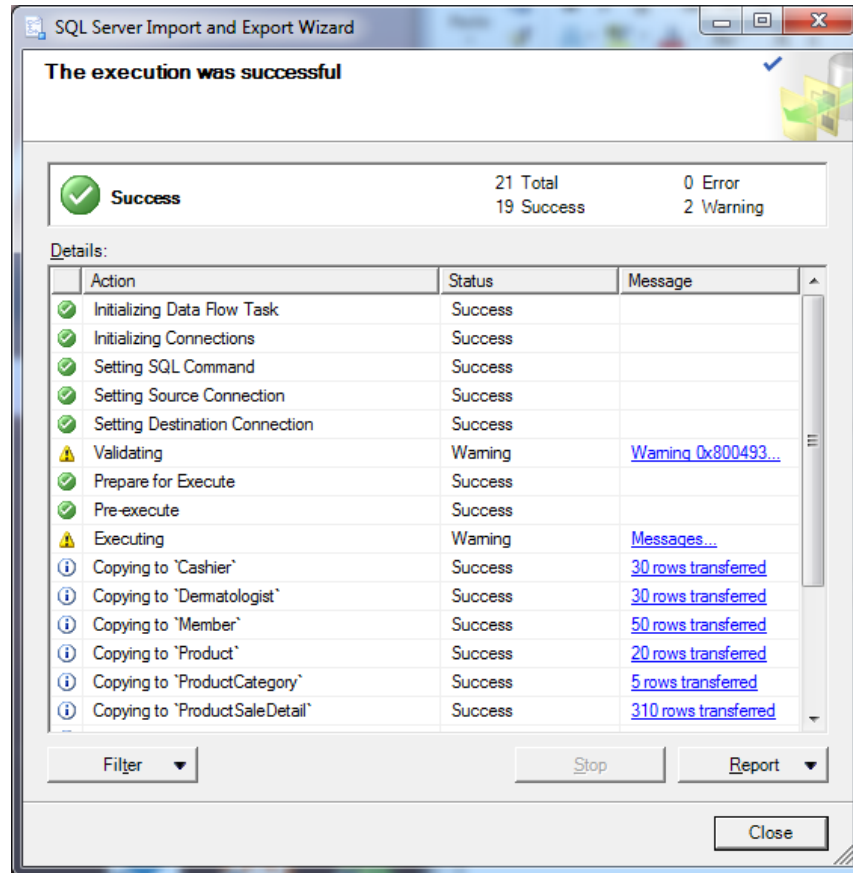 SQL Server Import and Export Wizard
The execution was successful
Success 21 Total 0 Error
19 Success 2 Warning
Details:
Action Status Message
Initializing Data Flow Task Success
Initializing Connections Success
Setting SQL Command Success
Setting Source Connection Success
Setting Destination Connection Success
Validating Warning Warning 0x800493...
Prepare for Execute Success
Pre-execute Success
Executing Warning Messages...
Copying to `Cashier` Success 30 rows transferred
Copying to `Dermatologist` Success 30 rows transferred
Copying to `Member` Success 50 rows transferred
Copying to `Product` Success 20 rows transferred
Copying to `ProductCategory` Success 5 rows transferred
Copying to `ProductSaleDetail` Success 310 rows transferred
Filter Stop Report
Close